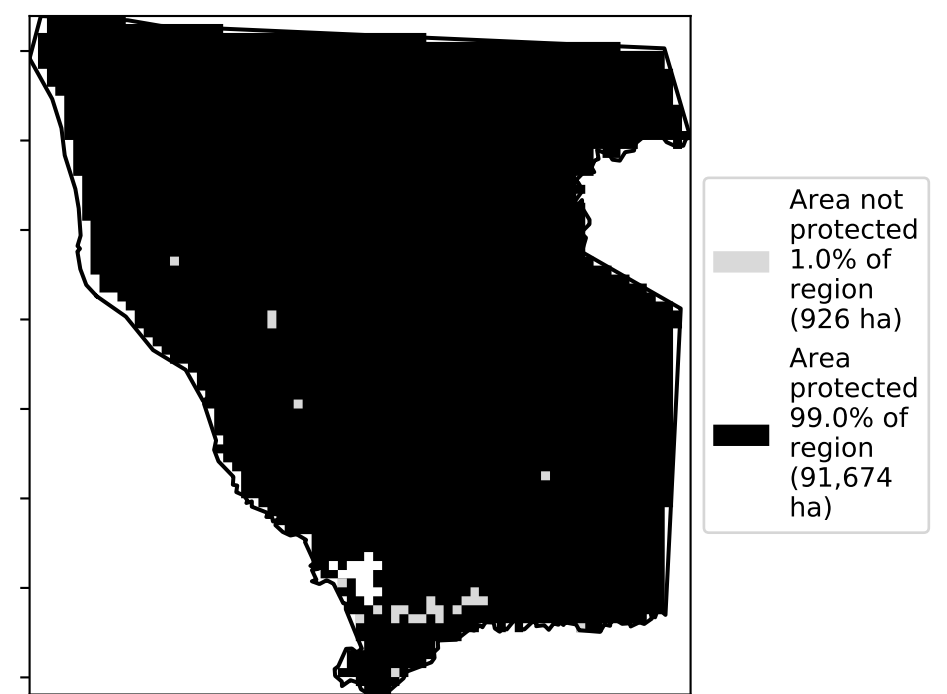 Area not
protected
1.0% of
region
(926 ha)
Area
protected
99.0% of
region
(91,674
ha)